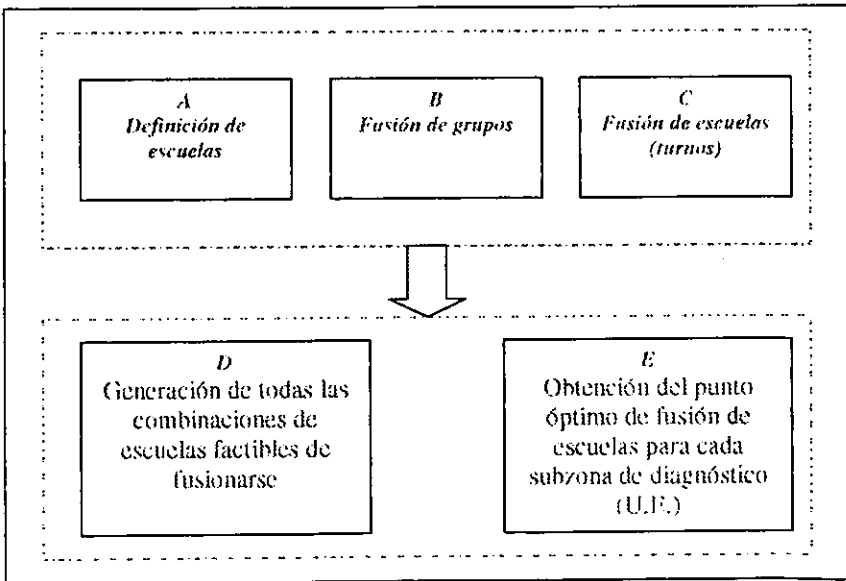 A
Definición de
escuelas
B
Fusión de grupos
C
Fusión de escuelas
(turnos)
D
Generación de todas las
combinaciones de
escuelas factibles de
fusionarse
E
Obtención del punto
óptimo de fusión de
escuelas para cada
subzona de diagnóstico
(U.E.)